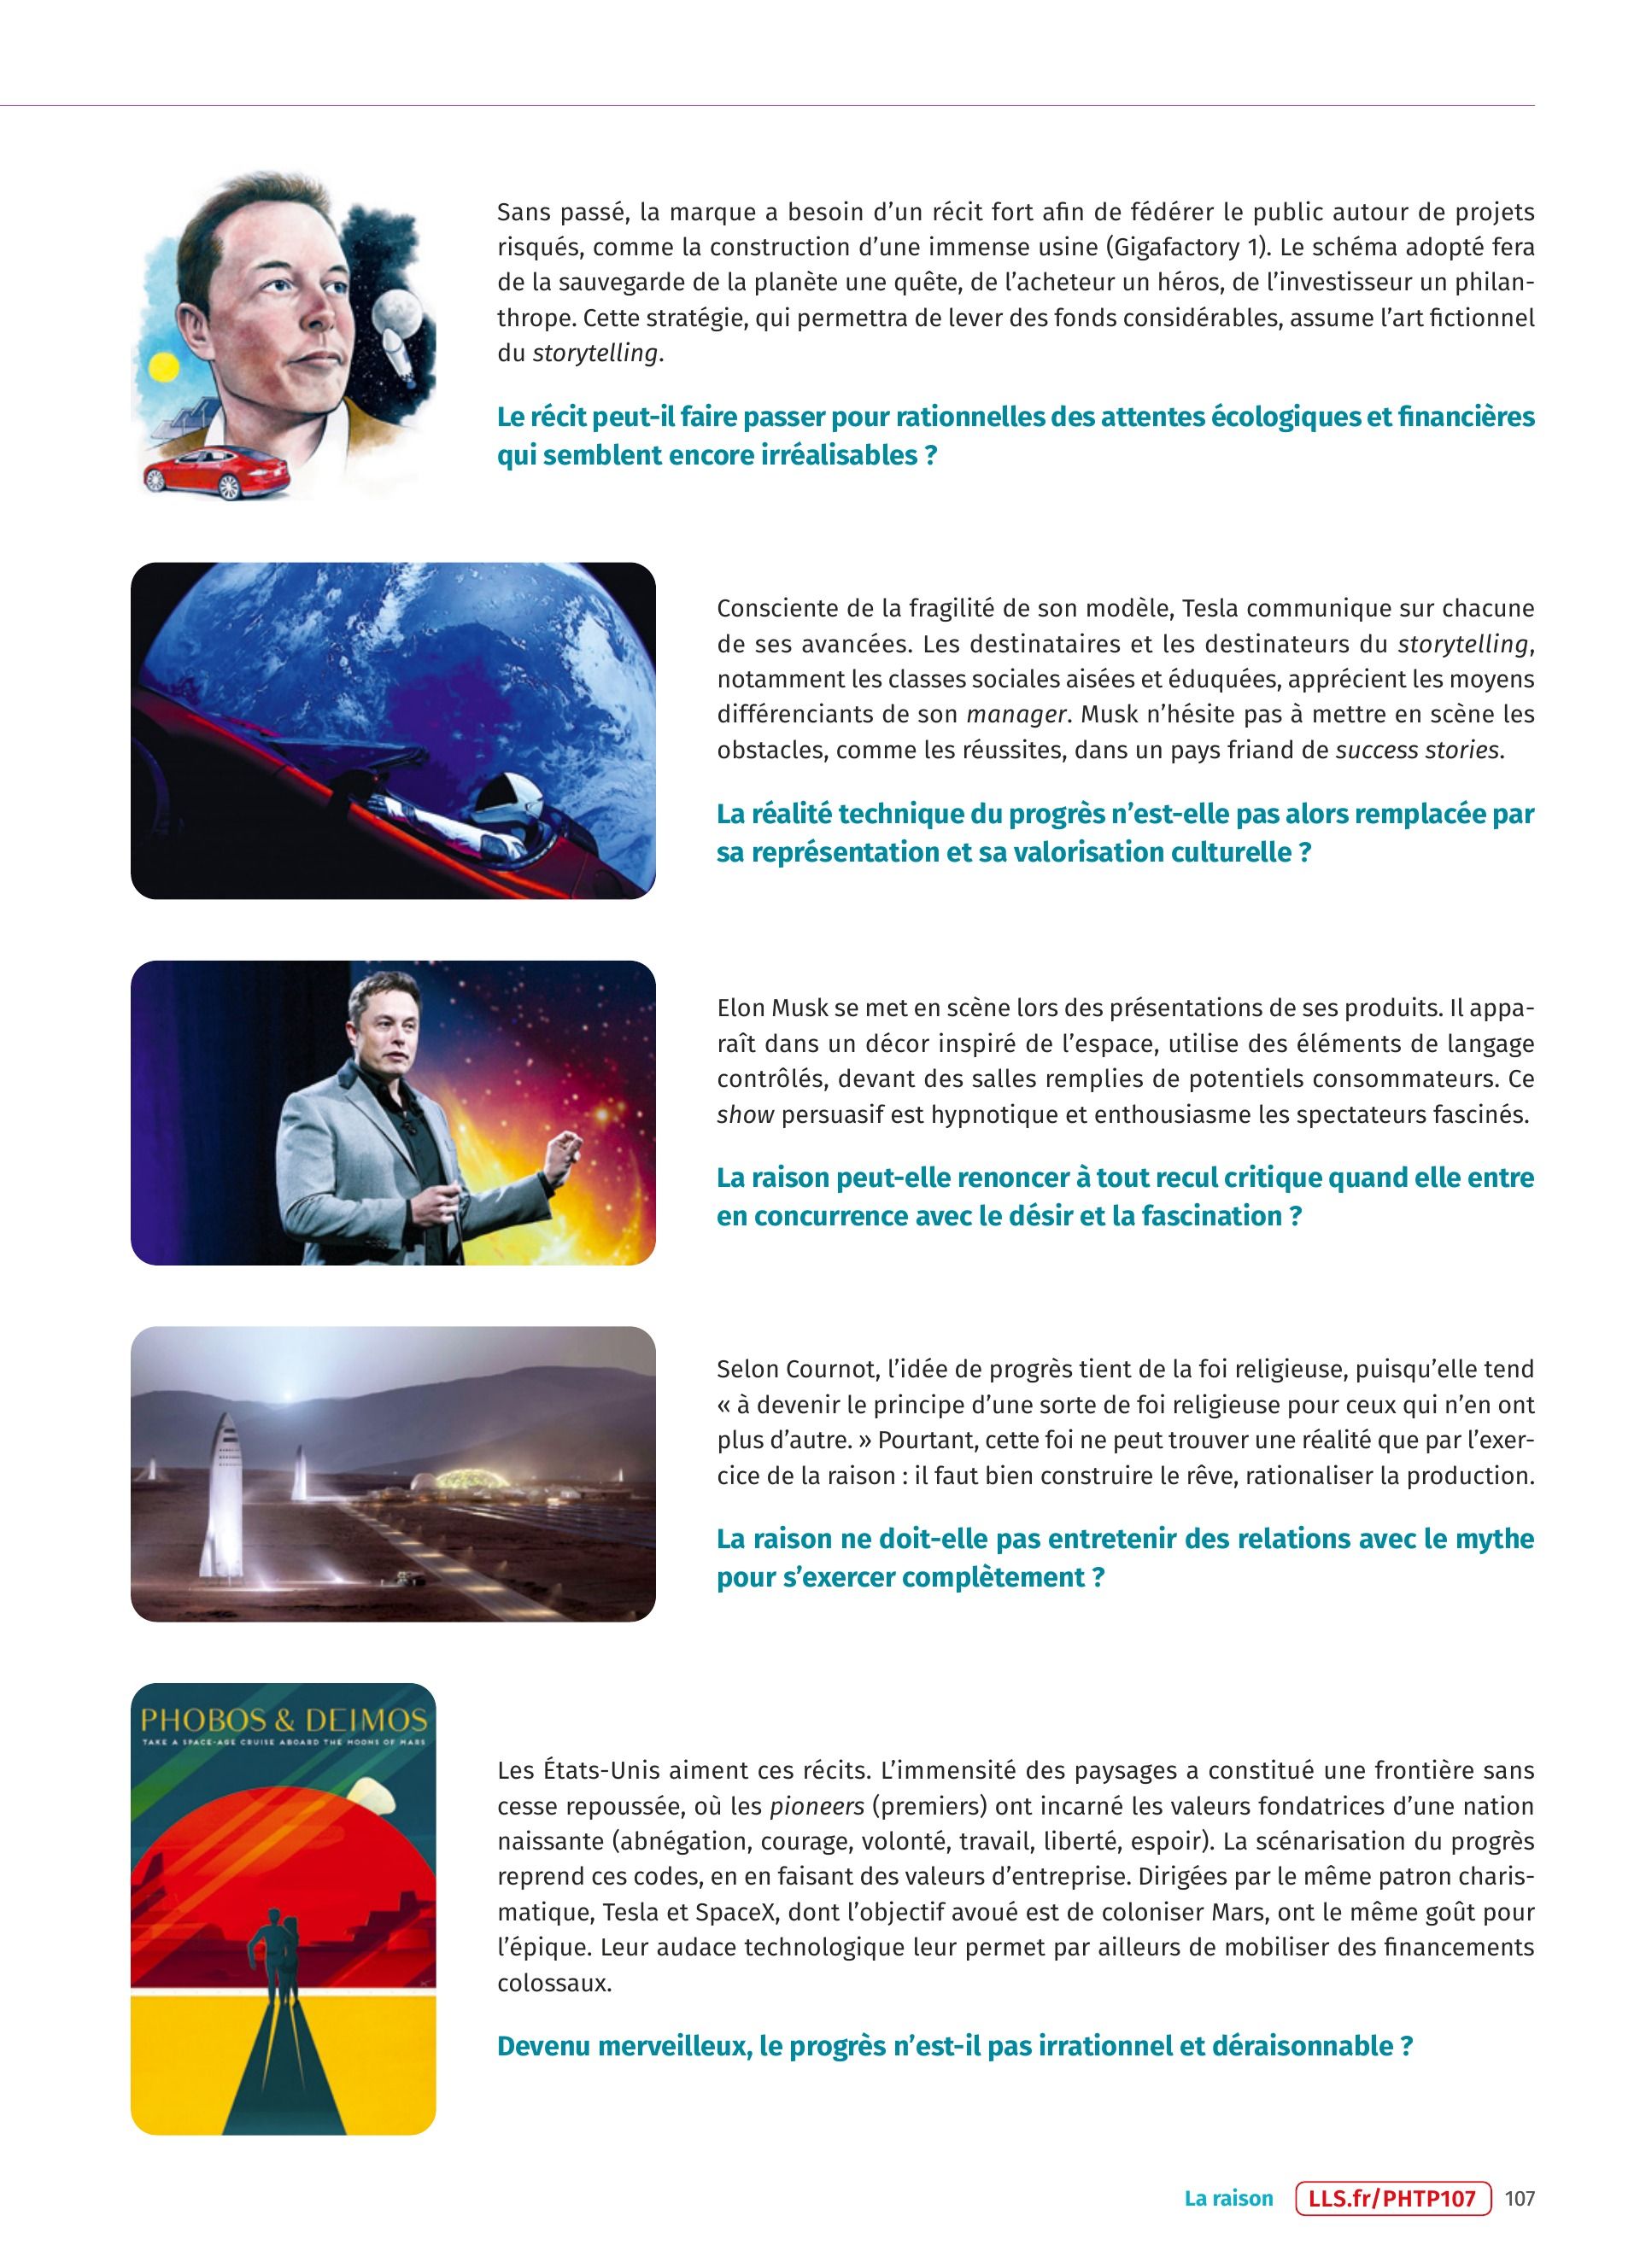 Sans passé, la marque a besoin d’un récit fort afin de fédérer le public autour de projets
risqués, comme la construction d’une immense usine (Gigafactory 1). Le schéma adopté fera
de la sauvegarde de la planète une quête, de l’acheteur un héros, de l’investisseur un philan-
thrope. Cette stratégie, qui permettra de lever des fonds considérables, assume l’art fictionnel
du storytelling.
Le récit peut-il faire passer pour rationnelles des attentes écologiques et financières
qui semblent encore irréalisables ?
Consciente de la fragilité de son modèle, Tesla communique sur chacune
de ses avancées. Les destinataires et les destinateurs du storytelling,
notamment les classes sociales aisées et éduquées, apprécient les moyens
différenciants de son manager. Musk n’hésite pas à mettre en scène les
obstacles, comme les réussites, dans un pays friand de success stories.
La réalité technique du progrès n’est-elle pas alors remplacée par
sa représentation et sa valorisation culturelle ?
Elon Musk se met en scène lors des présentations de ses produits. Il appa-
raît dans un décor inspiré de l’espace, utilise des éléments de langage
contrôlés, devant des salles remplies de potentiels consommateurs. Ce
show persuasif est hypnotique et enthousiasme les spectateurs fascinés.
La raison peut-elle renoncer à tout recul critique quand elle entre
en concurrence avec le désir et la fascination ?
Selon Cournot, l’idée de progrès tient de la foi religieuse, puisqu’elle tend
« à devenir le principe d’une sorte de foi religieuse pour ceux qui n’en ont
plus d’autre. » Pourtant, cette foi ne peut trouver une réalité que par l’exer-
cice de la raison : il faut bien construire le rêve, rationaliser la production.
La raison ne doit-elle pas entretenir des relations avec le mythe
pour s’exercer complètement ?
PHOBOS & DEIMOS
TAKE A SPACE-AGE CRUISE ABOARD THE MOONS OF MARS
Les États-Unis aiment ces récits. L’immensité des paysages a constitué une frontière sans
cesse repoussée, où les pioneers (premiers) ont incarné les valeurs fondatrices d’une nation
naissante (abnégation, courage, volonté, travail, liberté, espoir). La scénarisation du progrès
reprend ces codes, en en faisant des valeurs d’entreprise. Dirigées par le même patron charis-
matique, Tesla et SpaceX, dont l’objectif avoué est de coloniser Mars, ont le même goût pour
l’épique. Leur audace technologique leur permet par ailleurs de mobiliser des financements
colossaux.
Devenu merveilleux, le progrès n’est-il pas irrationnel et déraisonnable ?
La raison LLS.fr/PHTP107 107